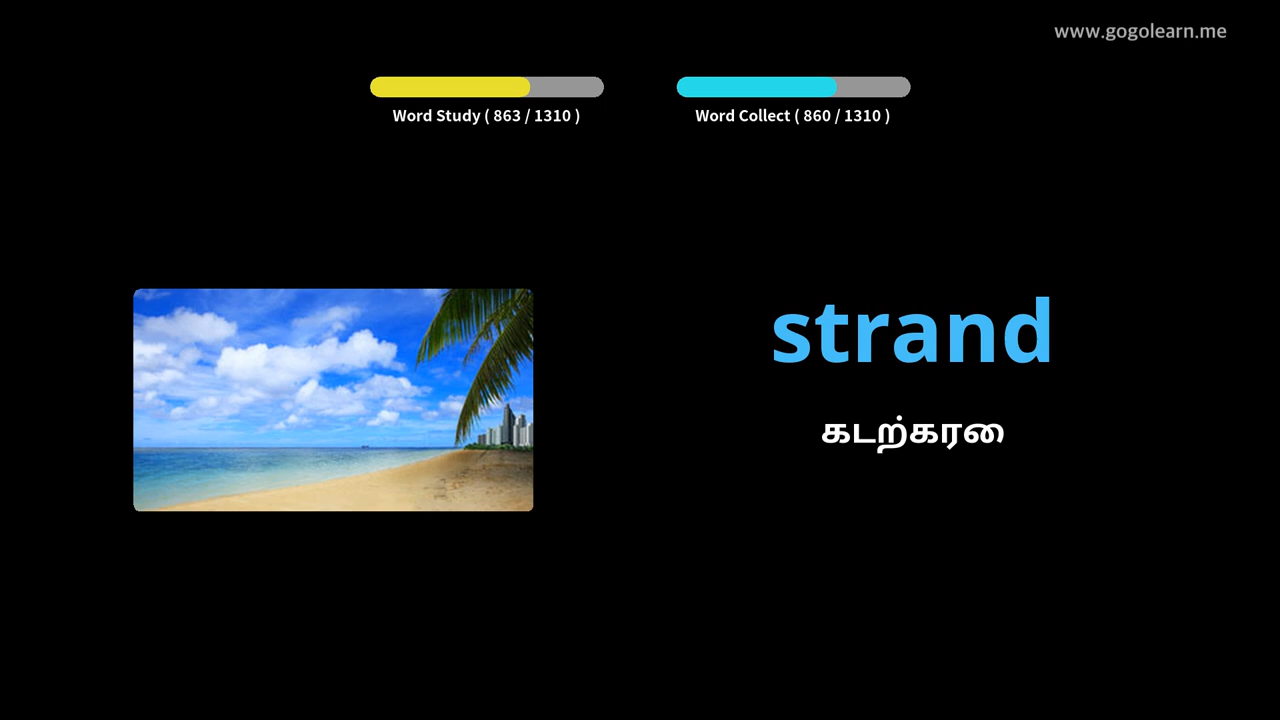 www.gogolearn.me
Word Study ( 863 / 1310 )
Word Collect ( 860 / 1310 )
strand
கடற்கரை